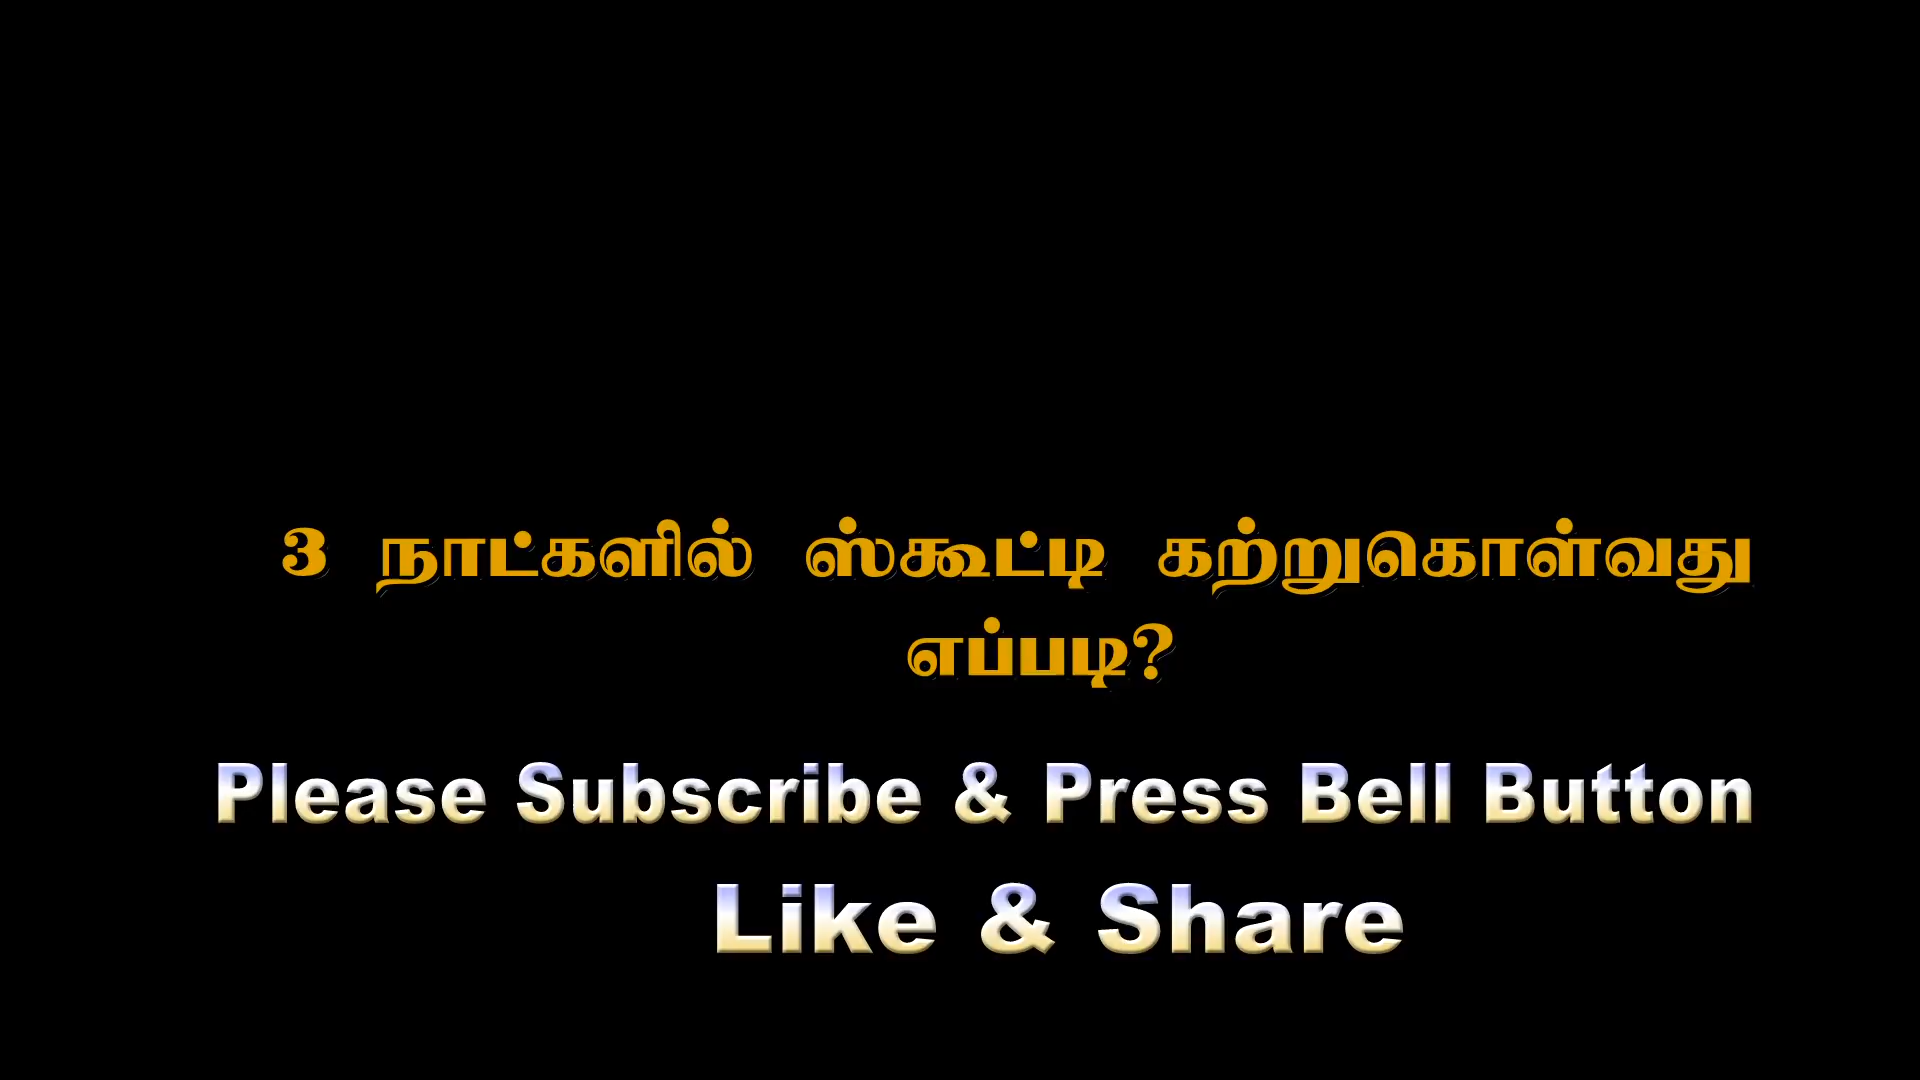 3 நாட்களில் ஸ்கூட்டி கற்றுகொள்வது
எப்படி?
Please Subscribe & Press Bell Button
Like & Share